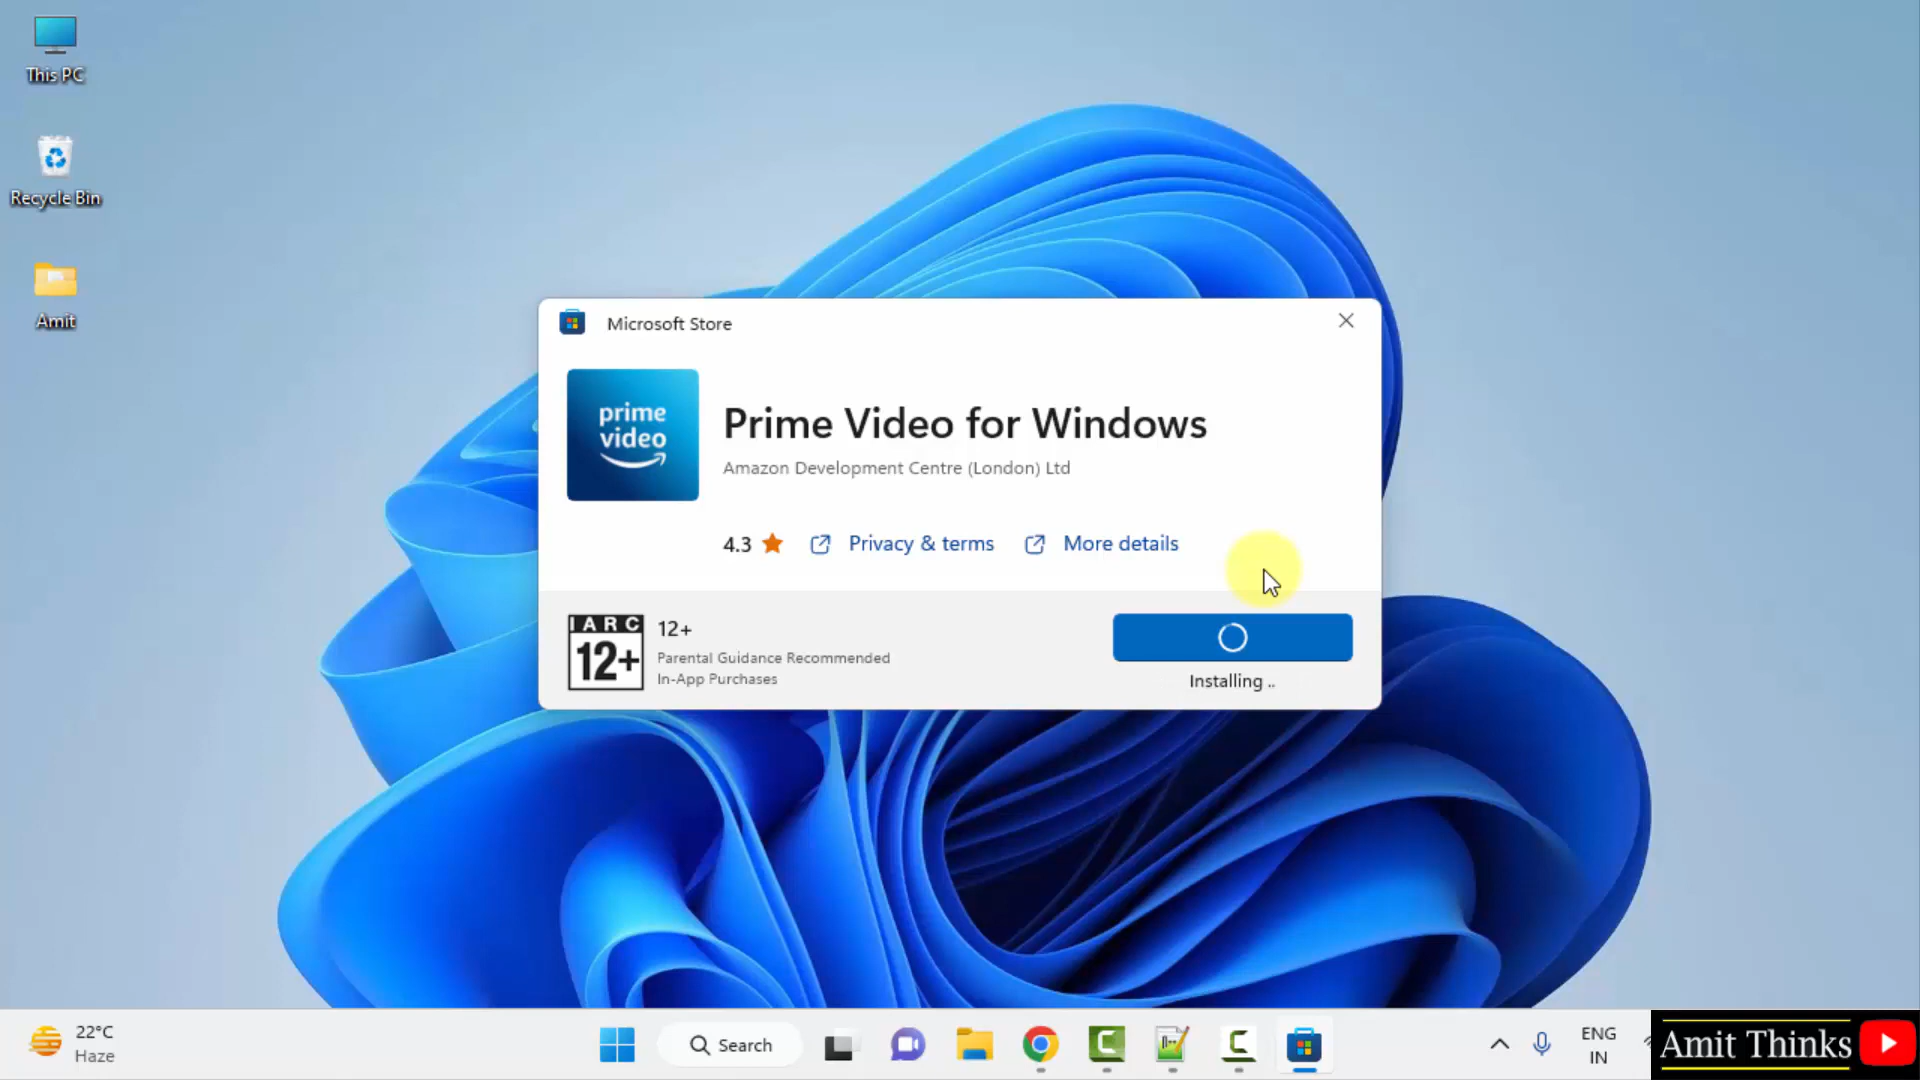 This PC
Recycle Bin
Amit
Microsoft Store
prime
video
Prime Video for Windows
Amazon Development Centre (London) Ltd
4.3
Privacy & terms
More details
IARC
12+
12+
Parental Guidance Recommended
In-App Purchases
Installing ..
22°C
Haze
Search
ENG
IN
Amit Thinks